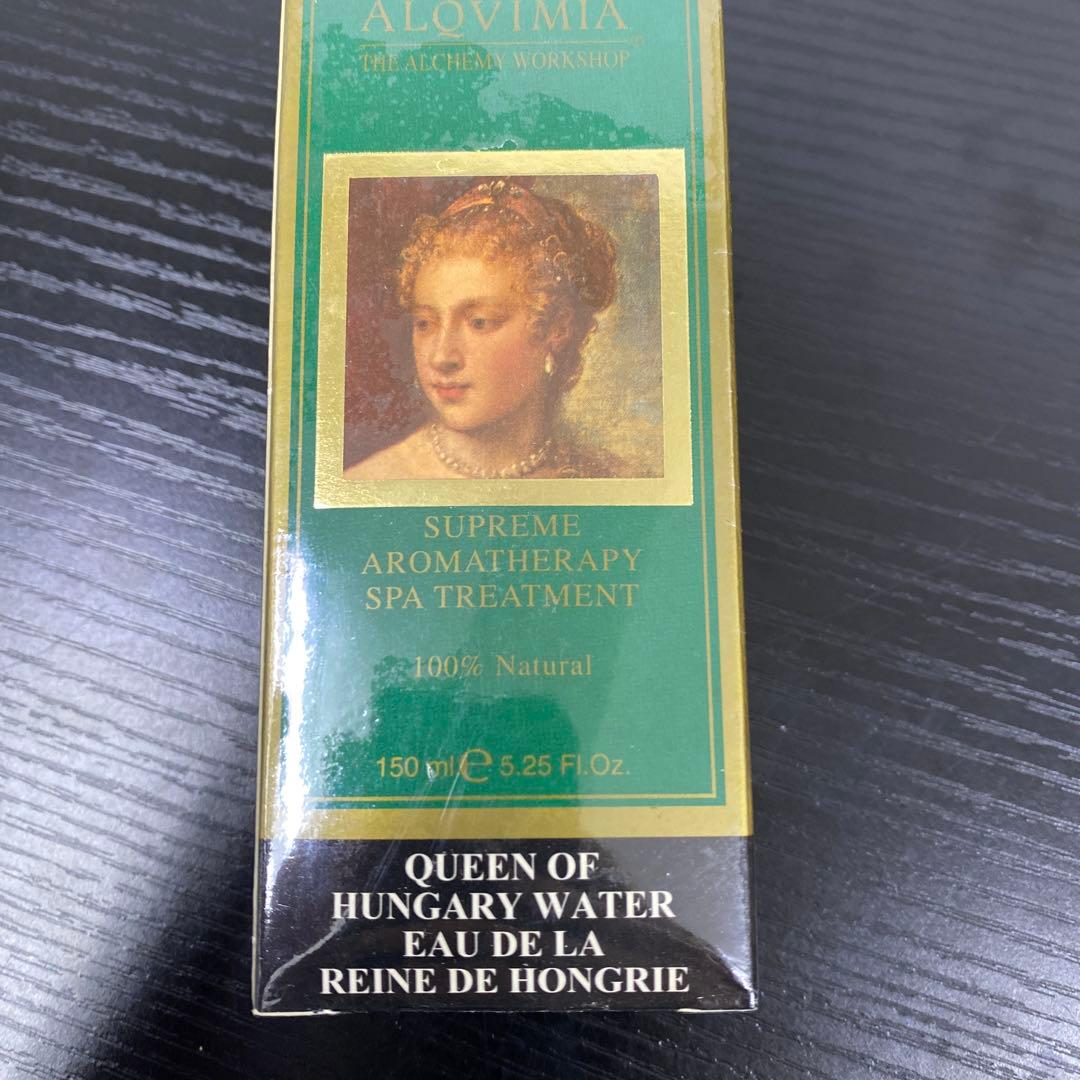 ALQVIMIA
THE ALCHEMY WORKSHOP
SUPREME
AROMATHERAPY
SPA TREATMENT
100% Natural
150 ml e 5.25 Fl.Oz.
QUEEN OF
HUNGARY WATER
EAU DE LA
REINE DE HONGRIE